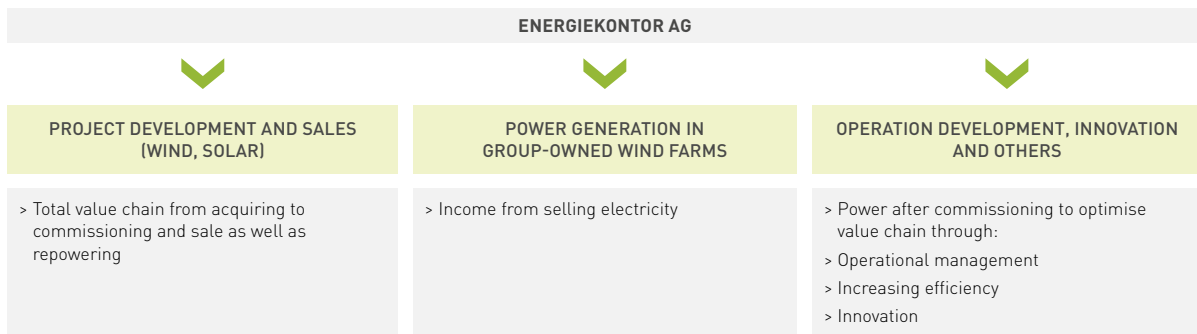 ENERGIEKONTOR AG
PROJECT DEVELOPMENT AND SALES
(WIND, SOLAR)
> Total value chain from acquiring to
commissioning and sale as well as
repowering
POWER GENERATION IN
GROUP-OWNED WIND FARMS
> Income from selling electricity
OPERATION DEVELOPMENT, INNOVATION
AND OTHERS
> Power after commissioning to optimise
value chain through:
> Operational management
> Increasing efficiency
> Innovation